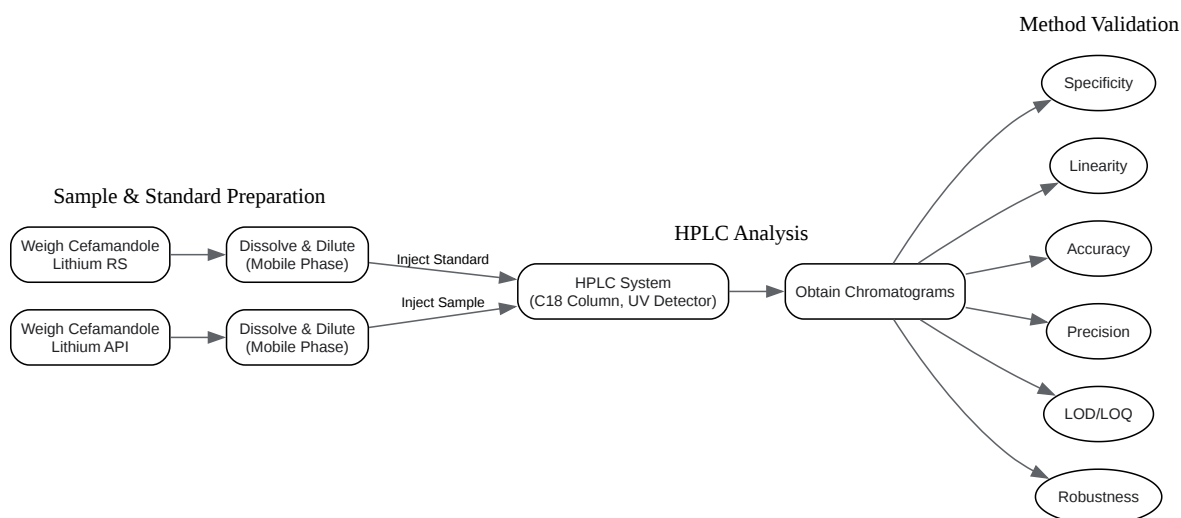 Method Validation
Specificity
Linearity
Sample & Standard Preparation
Weigh Cefamandole
Lithium RS
Dissolve & Dilute
(Mobile Phase)
Inject Standard
Weigh Cefamandole
Lithium API
Dissolve & Dilute
(Mobile Phase)
Inject Sample
HPLC Analysis
HPLC System
(C18 Column, UV Detector)
Obtain Chromatograms
Accuracy
Precision
LOD/LOQ
Robustness